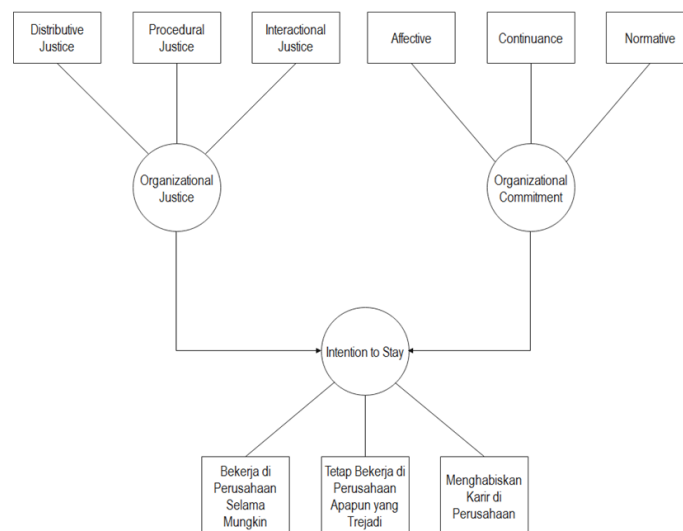 Distributive
Justice
Procedural
Justice
Interactional
Justice
Affective
Continuance
Normative
Organizational
Justice
Organizational
Commitment
Intention to Stay
Bekerja di
Perusahaan
Selama
Mungkin
Tetap Bekerja di
Perusahaan
Apapun yang
Trejadi
Menghabiskan
Karir di
Perusahaan